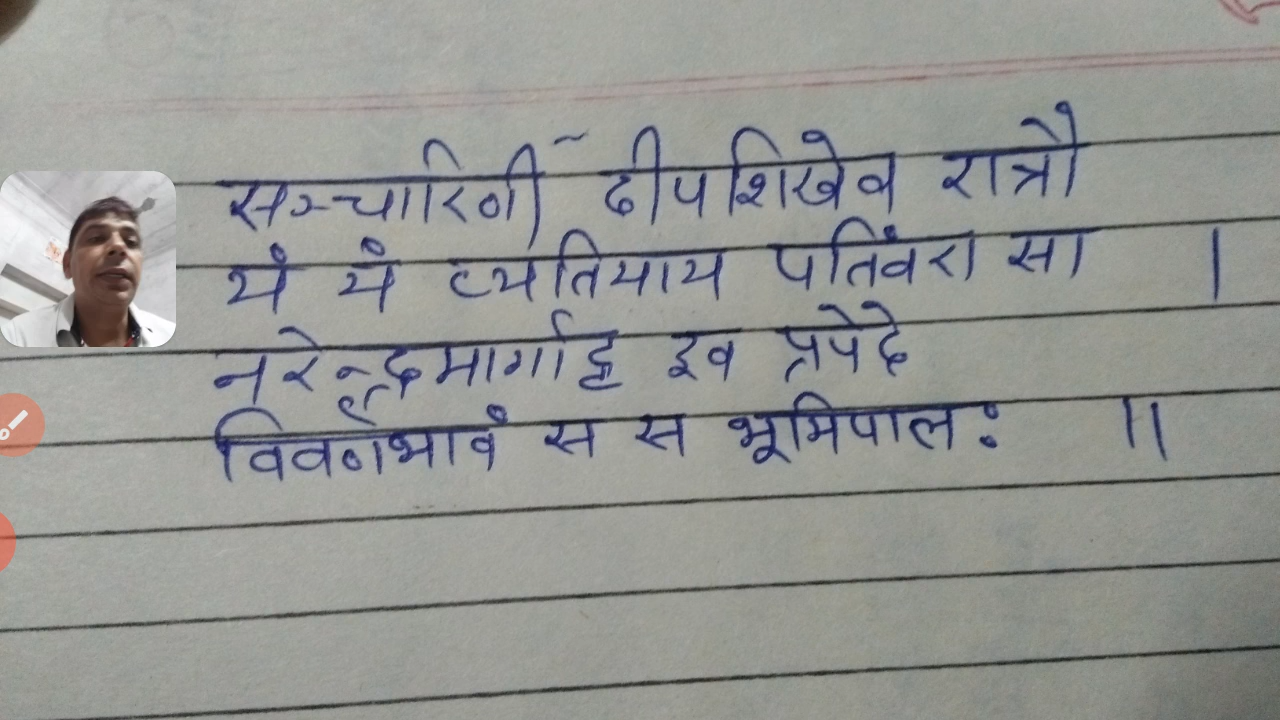 सञ्चारिणी दीपशिखेव रात्रौ
यं यं व्यतियाय पतिंवरा सा ।
नरेन्द्रमार्गाट्ट इव प्रपेदे
विवर्णभावं स स भूमिपालः ॥